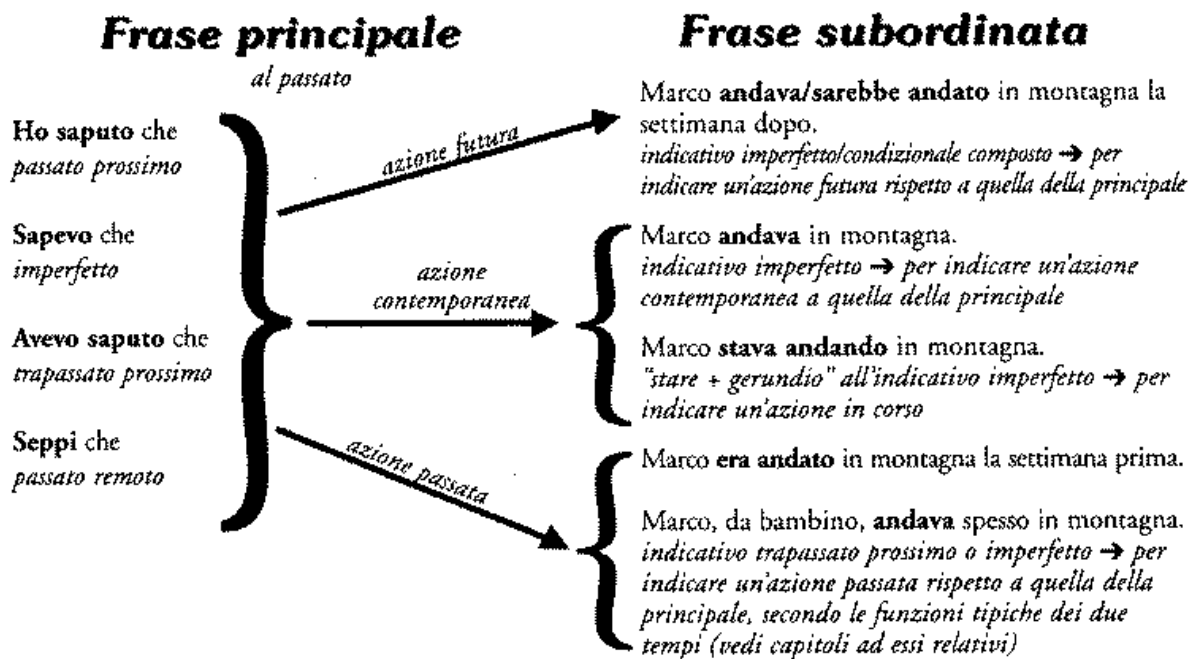 Frase principale
al passato
Ho saputo che
passato prossimo
Sapevo che
imperfetto
Avevo saputo che
trapassato prossimo
Seppi che
passato remoto
azione futura
azione
contemporanea
azione passata
Frase subordinata
Marco andava/sarebbe andato in montagna la
settimana dopo.
indicativo imperfetto/condizionale composto ➔ per
indicare un'azione futura rispetto a quella della principale
Marco andava in montagna.
indicativo imperfetto ➔ per indicare un'azione
contemporanea a quella della principale
Marco stava andando in montagna.
"stare + gerundio" all'indicativo imperfetto ➔ per
indicare un'azione in corso
Marco era andato in montagna la settimana prima.
Marco, da bambino, andava spesso in montagna.
indicativo trapassato prossimo o imperfetto ➔ per
indicare un'azione passata rispetto a quella della
principale, secondo le funzioni tipiche dei due
tempi (vedi capitoli ad essi relativi)